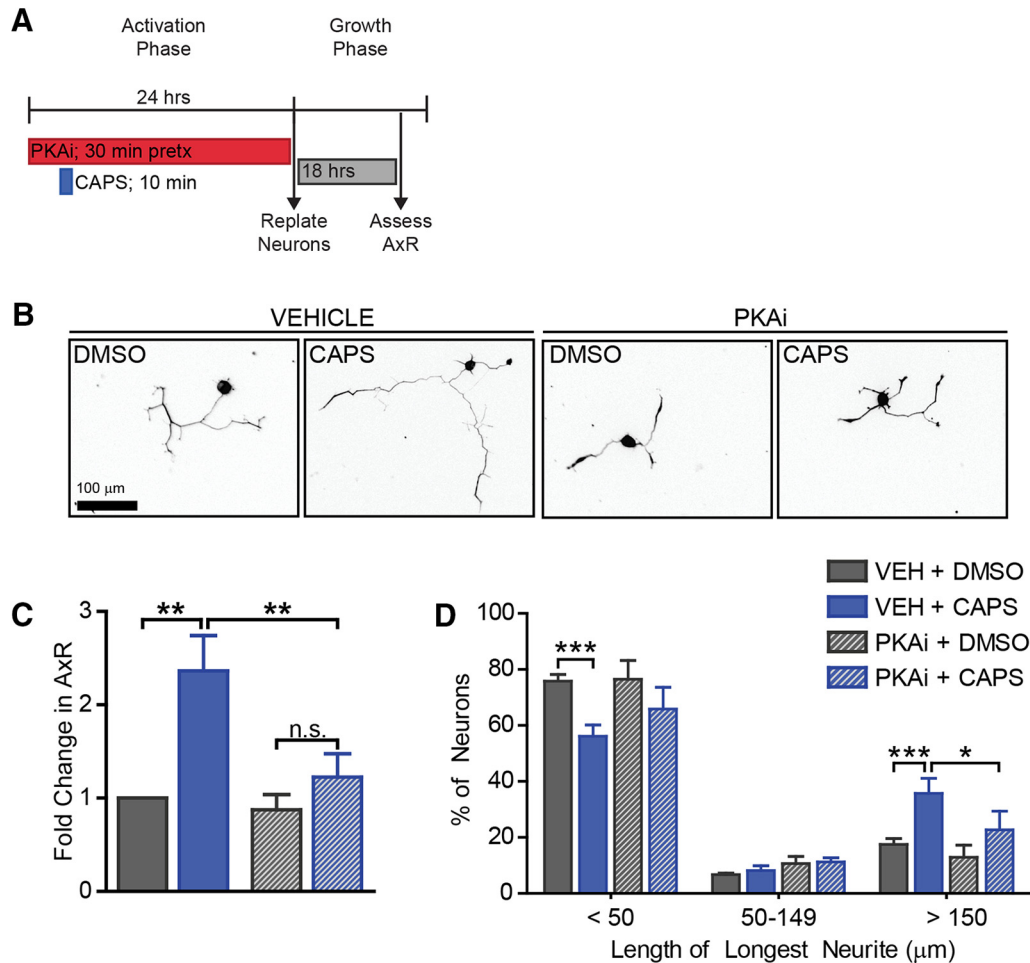 A
Activation
Phase
Growth
Phase
24 hrs
PKAi; 30 min pretx
CAPS; 10 min
18 hrs
Replate
Neurons
Assess
AxR
B
VEHICLE
PKAi
DMSO
CAPS
DMSO
CAPS
100 μm
C
Fold Change in AxR
3
2
1
0
**
**
n.s.
D
VEH + DMSO
VEH + CAPS
PKAi + DMSO
PKAi + CAPS
% of Neurons
100
80
60
40
20
0
***
***
*
< 50
50-149
> 150
Length of Longest Neurite (μm)